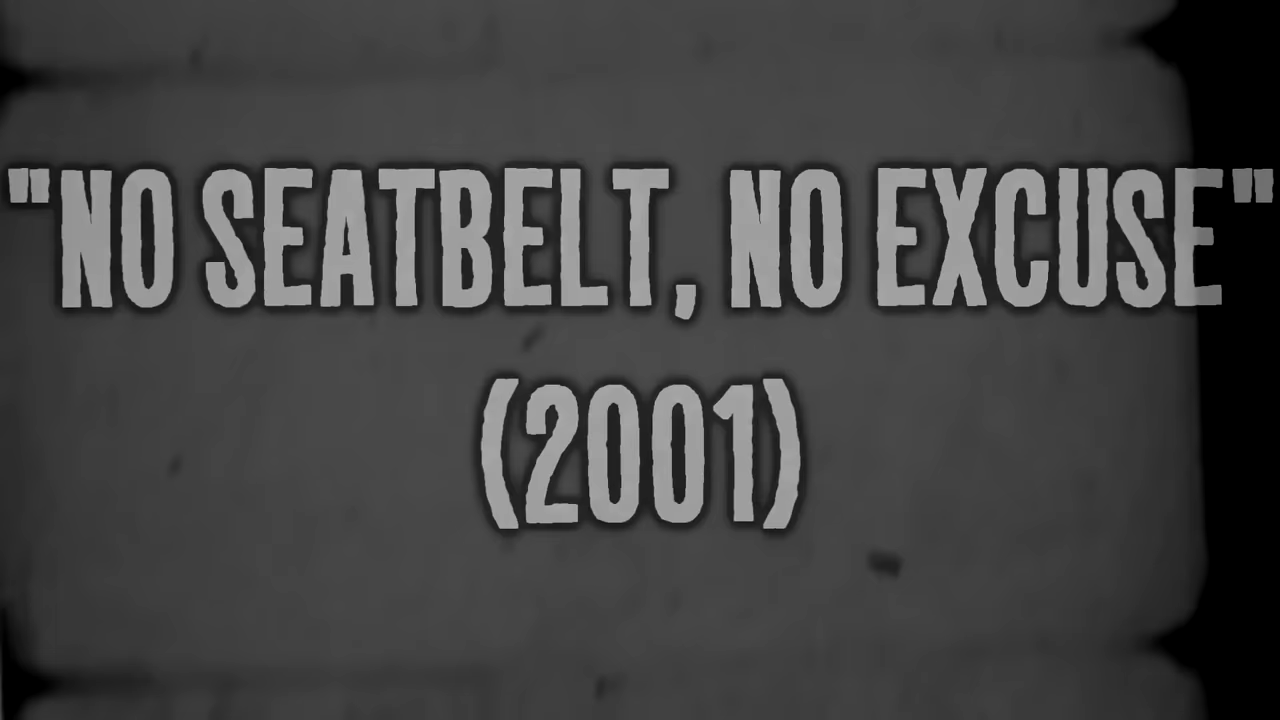 "NO SEATBELT, NO EXCUSE"
(2001)